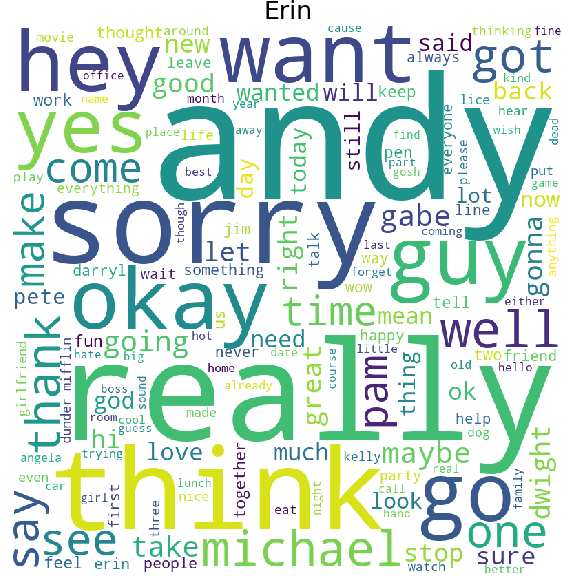 Erin
movie thought around
hey want said got
office new cause always thinking fine
leave
good wanted will keep kind back
work name month year lice hear
yes place life away andy still everyone please find wish dead
come best part pen
play everything today day gosh put game
sorry though jim gabe lot line now
make let right talk last coming gonna anything
darryl wait something us way forget guy
pete okay time mean wow tell either
thank fun going need never hot date happy little well
girlfriend dunder mifflin hate big home pam thing two friend
god boss sound really already great course ok old hello
hi room cool guess made help dog
angela trying love much kelly maybe
even car think together party real
say girl first lunch nice three eat night call hand look go family dwight
see take michael stop one
feel erin people watch sure better